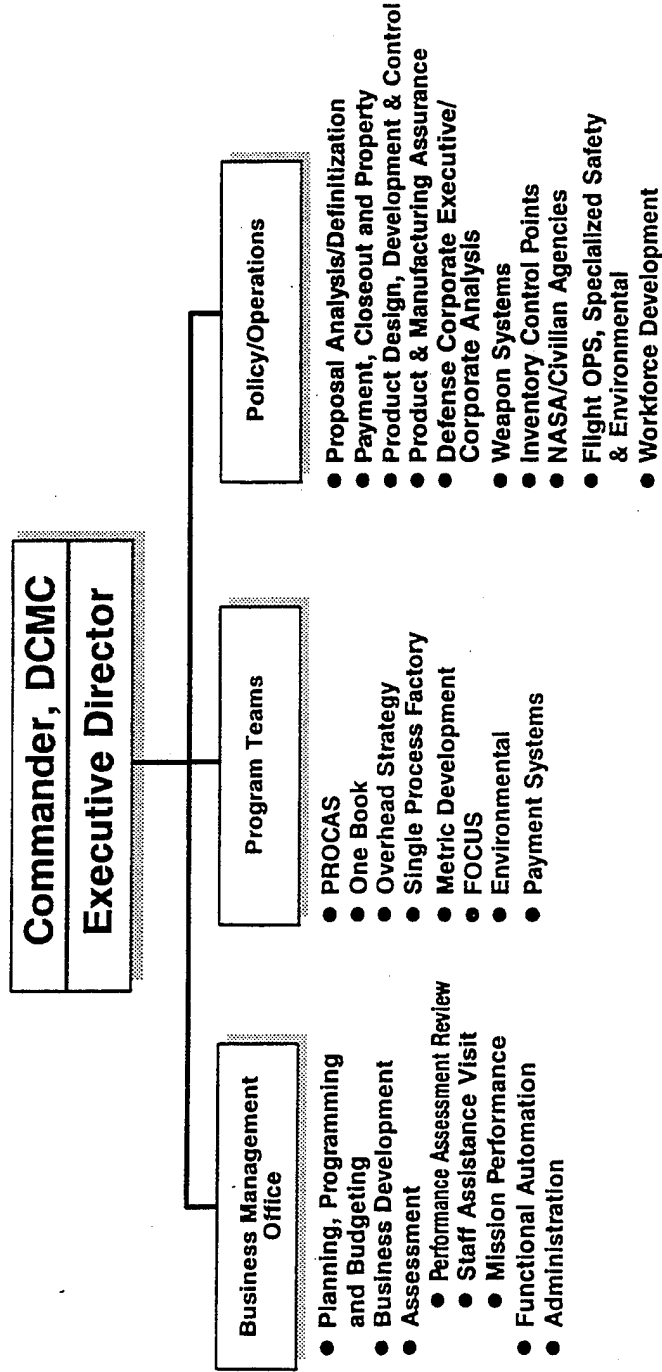 Commander, DCMC
Executive Director
Business Management
Office
● Planning, Programming
and Budgeting
● Business Development
● Assessment
● Performance Assessment Review
● Staff Assistance Visit
● Mission Performance
● Functional Automation
● Administration
Program Teams
● PROCAS
● One Book
● Overhead Strategy
● Single Process Factory
● Metric Development
● FOCUS
● Environmental
● Payment Systems
Policy/Operations
● Proposal Analysis/Definitization
● Payment, Closeout and Property
● Product Design, Development & Control
● Product & Manufacturing Assurance
● Defense Corporate Executive/
Corporate Analysis
● Weapon Systems
● Inventory Control Points
● NASA/Civilian Agencies
● Flight OPS, Specialized Safety
& Environmental
● Workforce Development